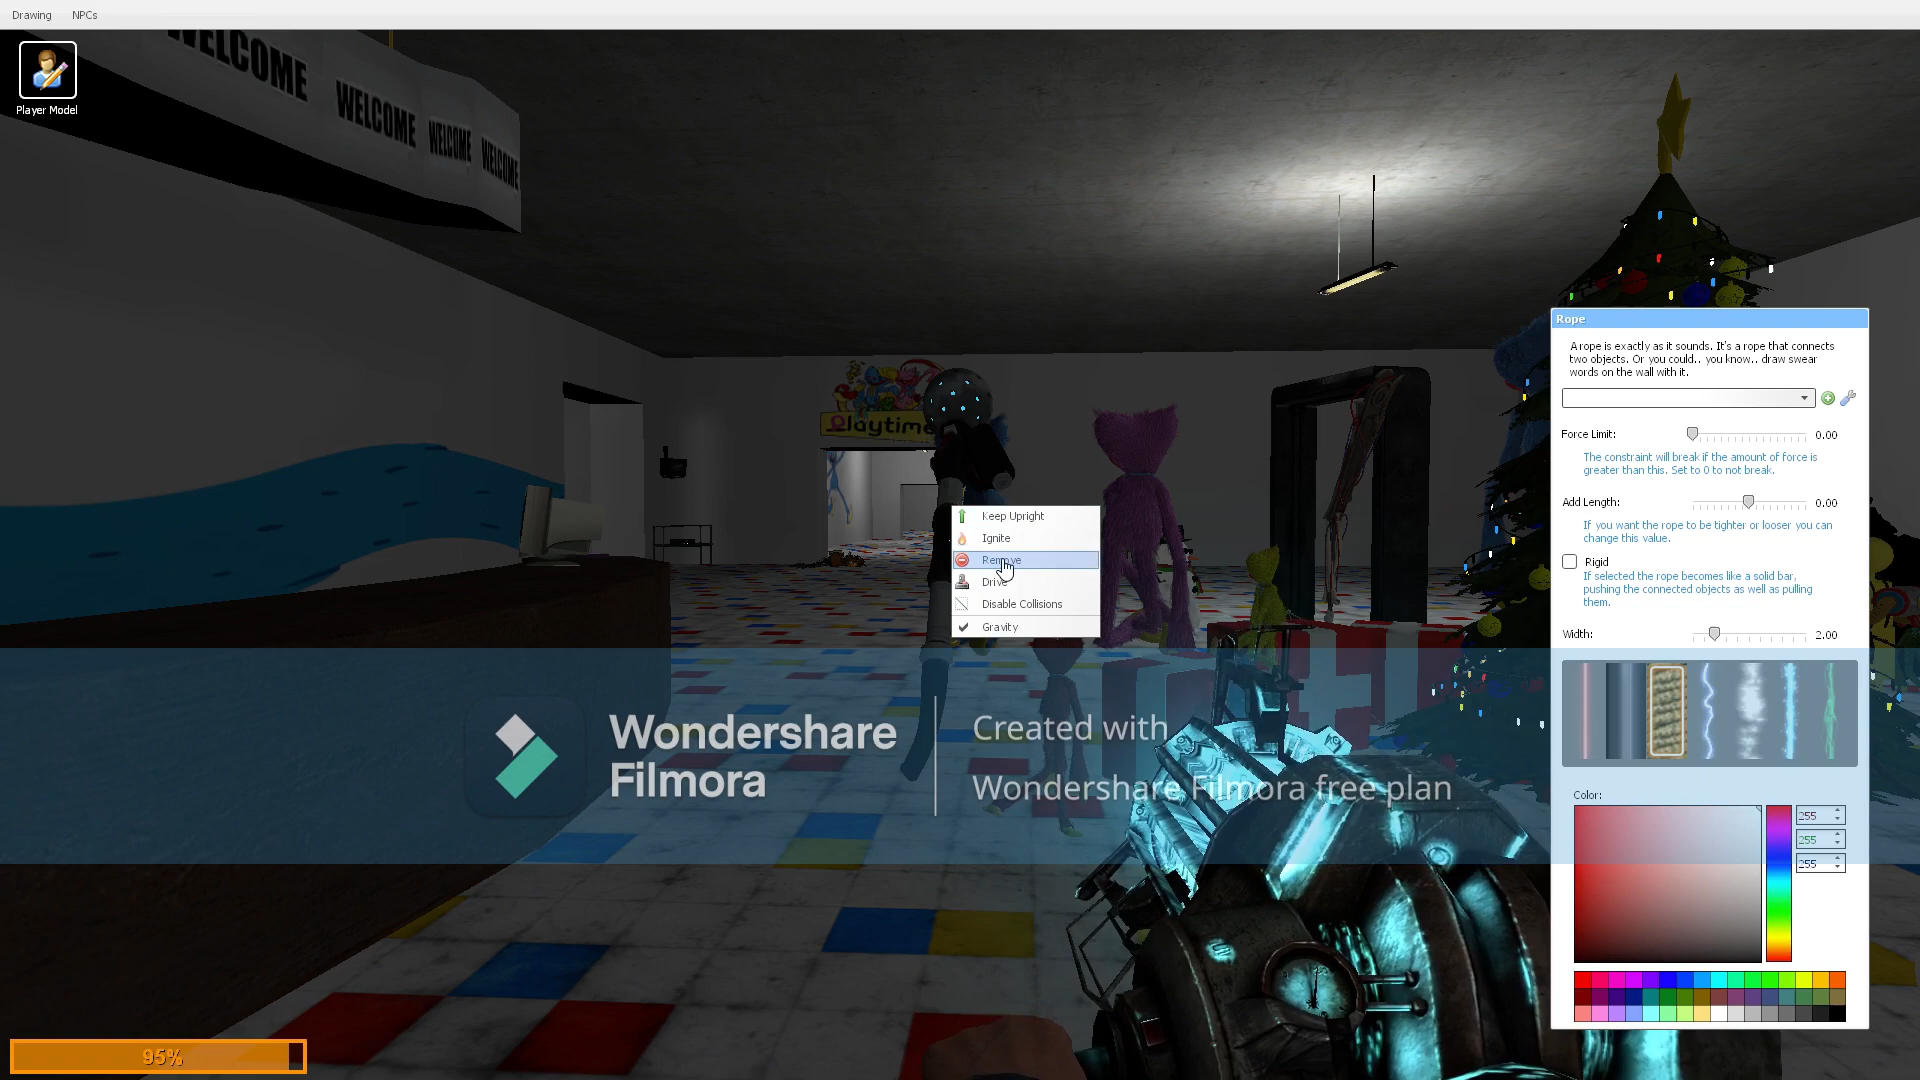 Drawing NPCs
Player Model
WELCOME
WELCOME
WELCOME
WELCOME
Playtime
Keep Upright
Ignite
Remove
Drive
Disable Collisions
Gravity
Rope
A rope is exactly as it sounds. It's a rope that connects
two objects. Or you could.. you know.. draw swear
words on the wall with it.
Force Limit: 0.00
The constraint will break if the amount of force is
greater than this. Set to 0 to not break.
Add Length: 0.00
If you want the rope to be tighter or looser you can
change this value.
Rigid
If selected the rope becomes like a solid bar,
pushing the connected objects as well as pulling
them.
Width: 2.00
Color:
255
255
255
Wondershare
Filmora
Created with
Wondershare Filmora free plan
95%